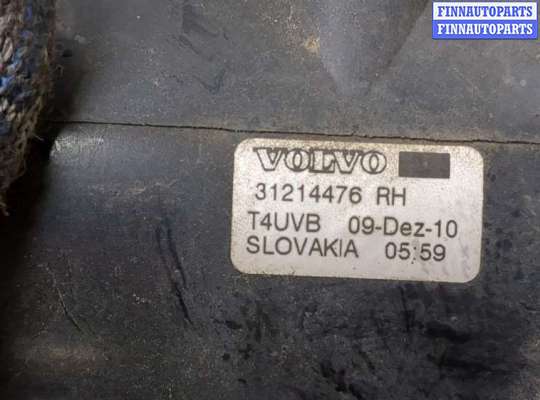 FINNAUTOPARTS
FINNAUTOPARTS
VOLVO
31214476 RH
T4UVB 09-Dez-10
SLOVAKIA 05:59